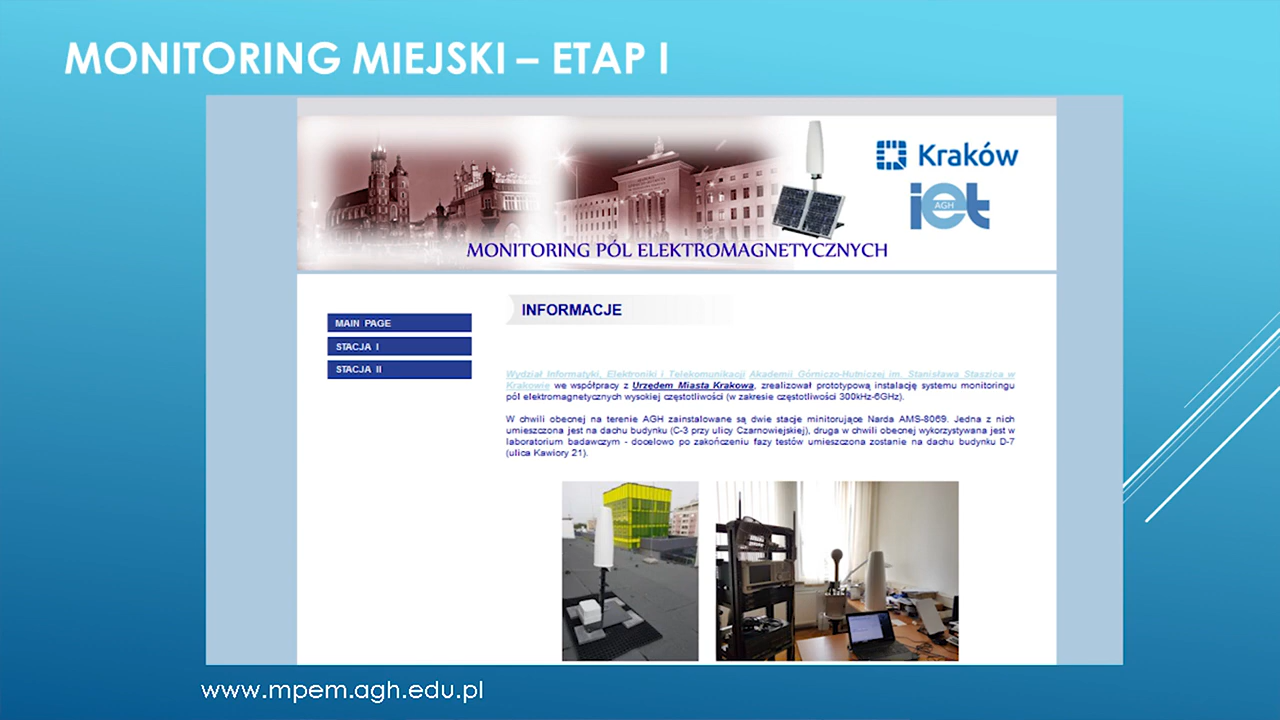 MONITORING MIEJSKI – ETAP I
Kraków
iet
AGH
MONITORING PÓL ELEKTROMAGNETYCZNYCH
INFORMACJE
MAIN PAGE
STACJA I
STACJA II
Wydział Informatyki, Elektroniki i Telekomunikacji Akademii Górniczo-Hutniczej im. Stanisława Staszica w
Krakowie we współpracy z Urzędem Miasta Krakowa, zrealizował prototypową instalację systemu monitoringu
pól elektromagnetycznych wysokiej częstotliwości (w zakresie częstotliwości 300kHz-6GHz).
W chwili obecnej na terenie AGH zainstalowane są dwie stacje minitorujące Narda AMS-8069. Jedna z nich
umieszczona jest na dachu budynku (C-3 przy ulicy Czarnowiejskiej), druga w chwili obecnej wykorzystywana jest w
laboratorium badawczym - docelowo po zakończeniu fazy testów umieszczona zostanie na dachu budynku D-7
(ulica Kawiory 21).
www.mpem.agh.edu.pl